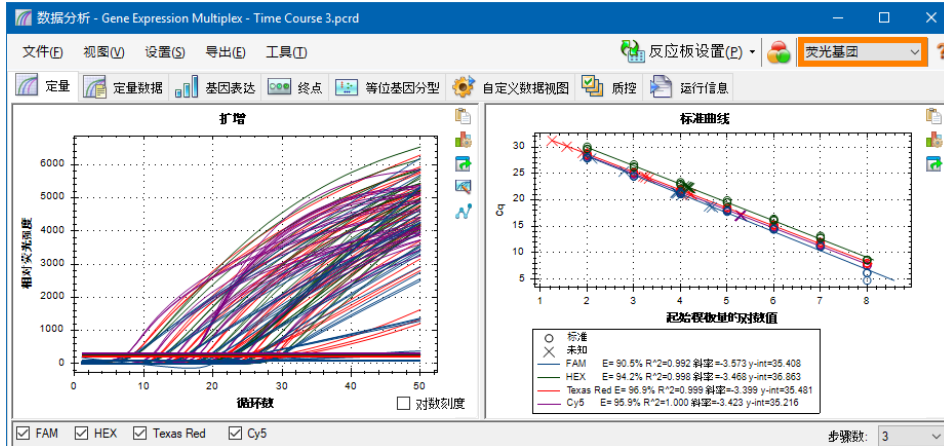 数据分析 - Gene Expression Multiplex - Time Course 3.pcrd
文件(F) 视图(V) 设置(S) 导出(E) 工具(T) 反应板设置(P) 荧光基团 ?
定量 定量数据 基因表达 终点 等位基因分型 自定义数据视图 质控 运行信息
扩增
相对荧光强度
6000
5000
4000
3000
2000
1000
0
0 10 20 30 40 50
循环数
对数刻度
标准曲线
Cq
30
25
20
15
10
5
1 2 3 4 5 6 7 8
起始模板量的对数值
标准
未知
FAM E= 90.5% R^2=0.992 斜率=-3.573 y-int=35.408
HEX E= 94.2% R^2=0.998 斜率=-3.468 y-int=36.863
Texas Red E= 96.9% R^2=0.999 斜率=-3.399 y-int=35.481
Cy5 E= 95.9% R^2=1.000 斜率=-3.423 y-int=35.216
FAM HEX Texas Red Cy5 步骤数: 3